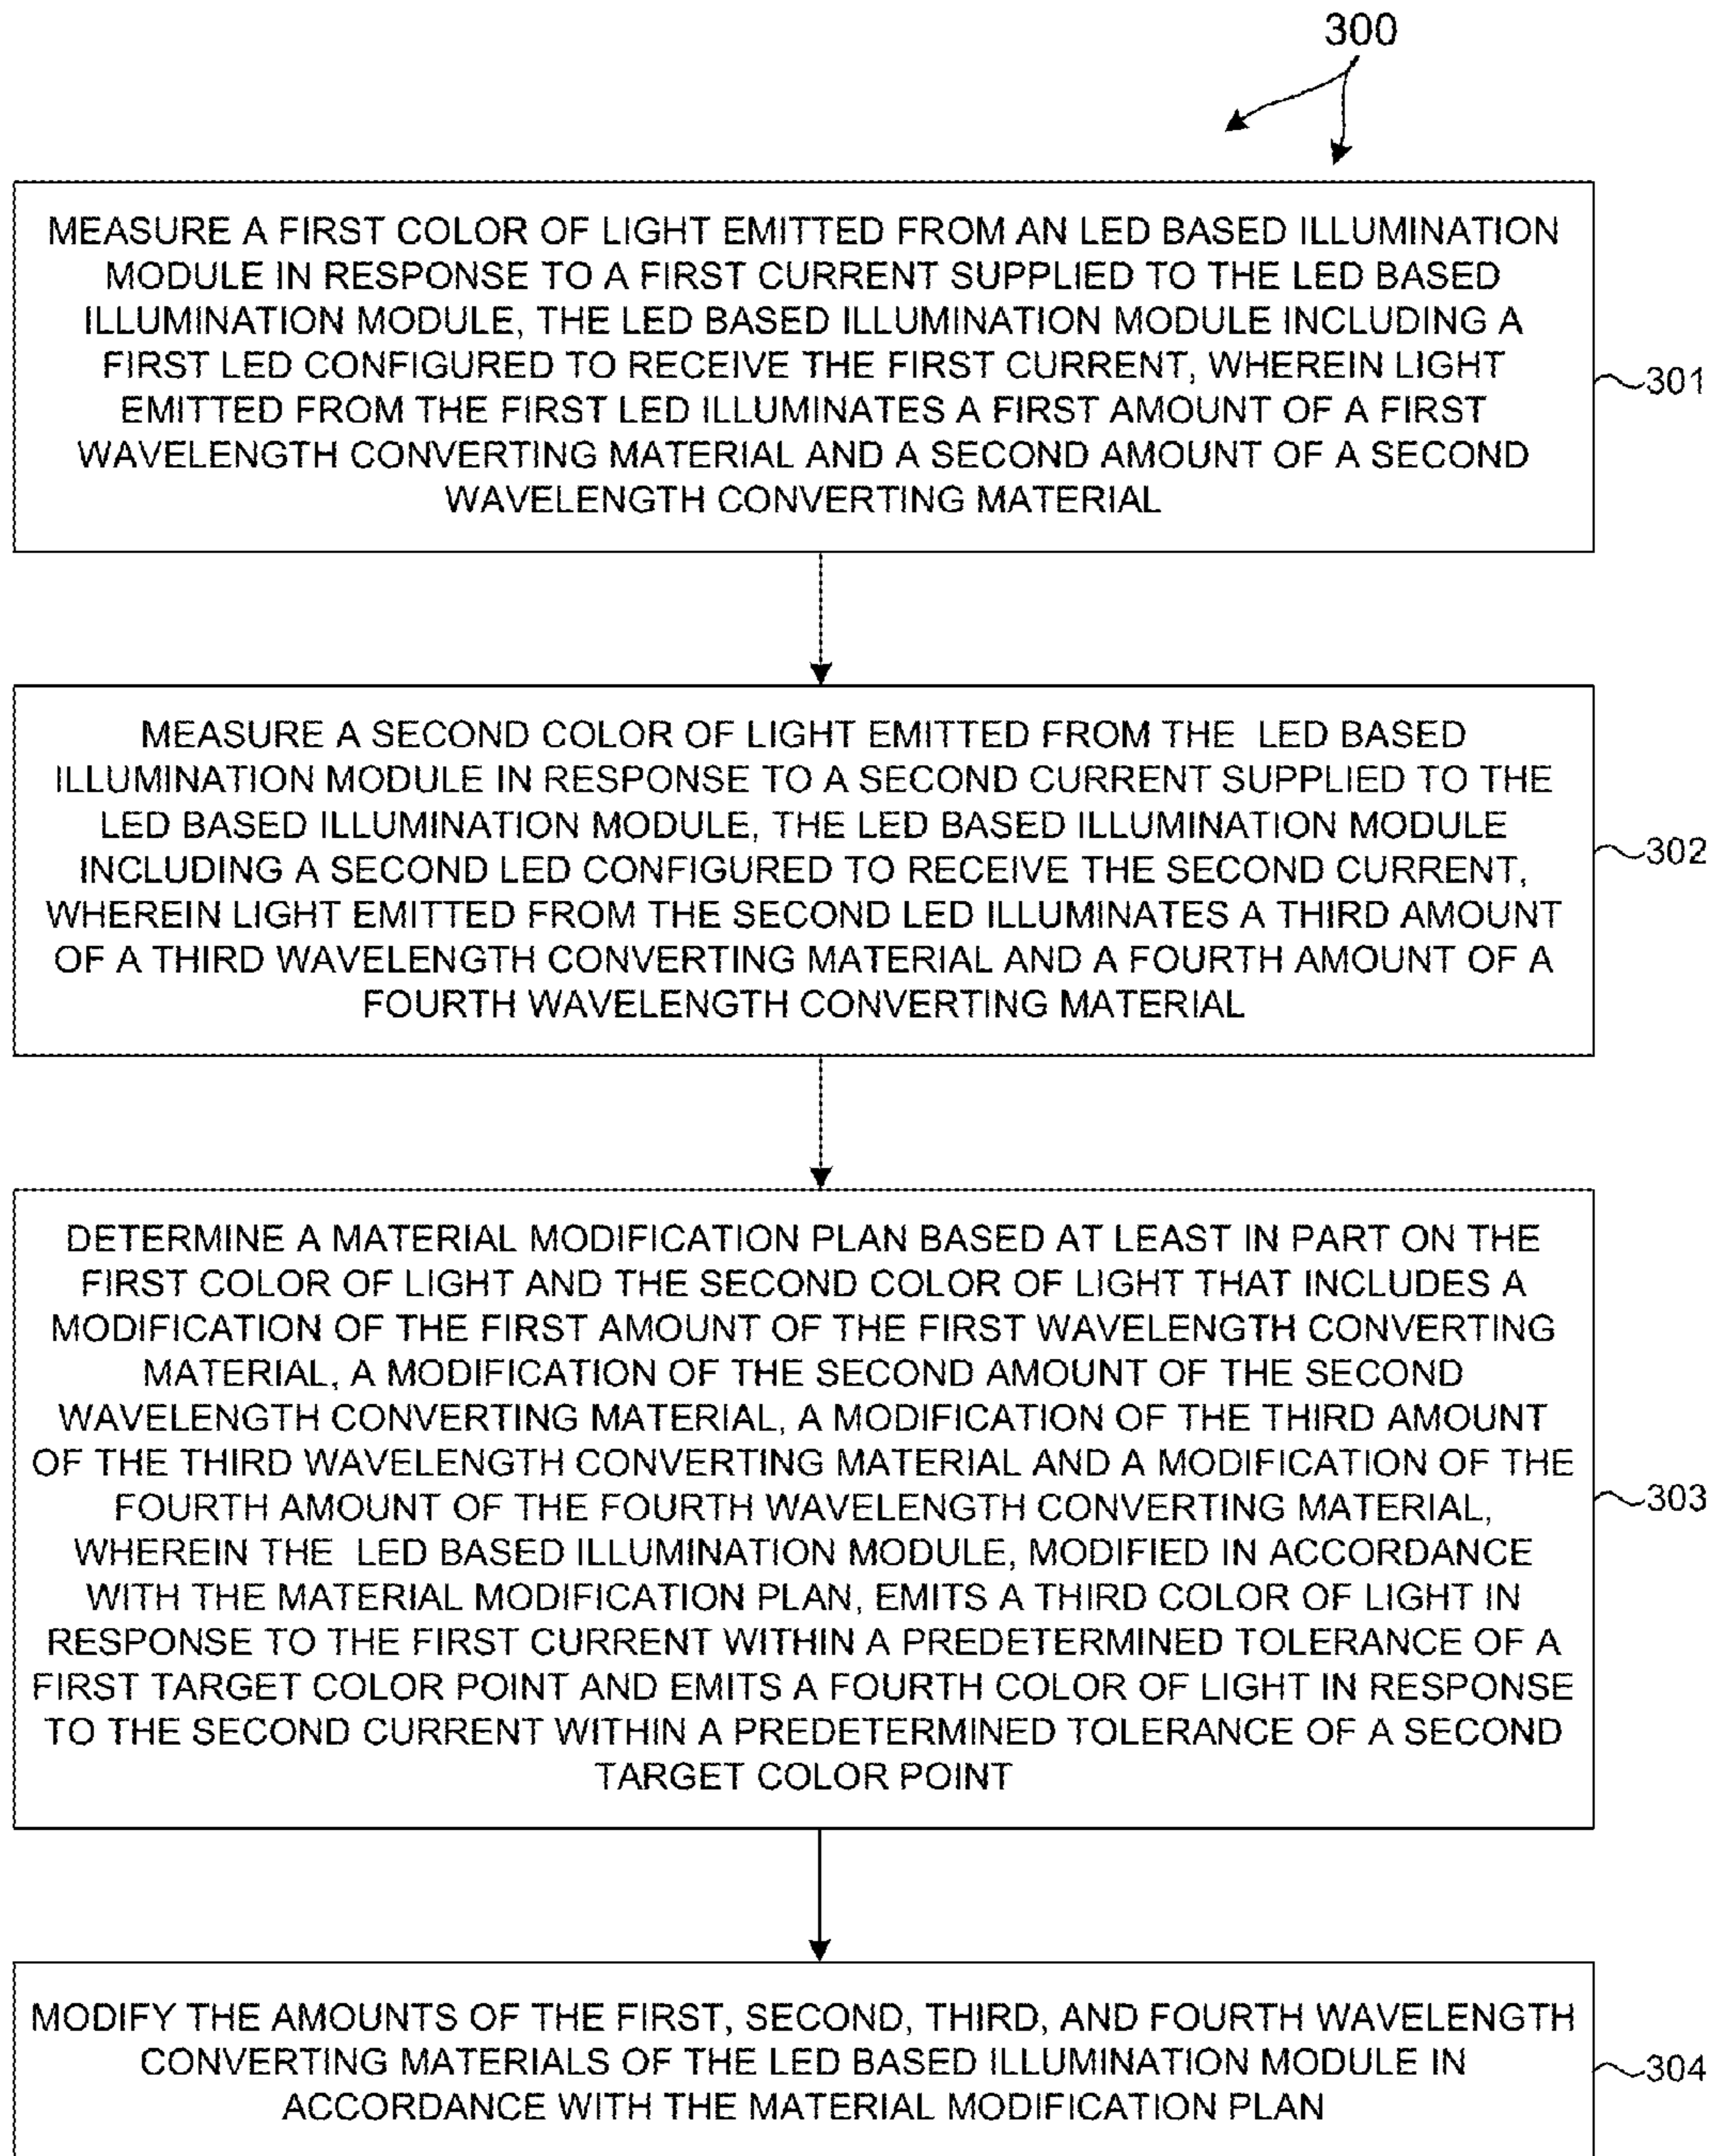 300
MEASURE A FIRST COLOR OF LIGHT EMITTED FROM AN LED BASED ILLUMINATION
MODULE IN RESPONSE TO A FIRST CURRENT SUPPLIED TO THE LED BASED
ILLUMINATION MODULE, THE LED BASED ILLUMINATION MODULE INCLUDING A
FIRST LED CONFIGURED TO RECEIVE THE FIRST CURRENT, WHEREIN LIGHT
EMITTED FROM THE FIRST LED ILLUMINATES A FIRST AMOUNT OF A FIRST
WAVELENGTH CONVERTING MATERIAL AND A SECOND AMOUNT OF A SECOND
WAVELENGTH CONVERTING MATERIAL
301
MEASURE A SECOND COLOR OF LIGHT EMITTED FROM THE LED BASED
ILLUMINATION MODULE IN RESPONSE TO A SECOND CURRENT SUPPLIED TO THE
LED BASED ILLUMINATION MODULE, THE LED BASED ILLUMINATION MODULE
INCLUDING A SECOND LED CONFIGURED TO RECEIVE THE SECOND CURRENT,
WHEREIN LIGHT EMITTED FROM THE SECOND LED ILLUMINATES A THIRD AMOUNT
OF A THIRD WAVELENGTH CONVERTING MATERIAL AND A FOURTH AMOUNT OF A
FOURTH WAVELENGTH CONVERTING MATERIAL
302
DETERMINE A MATERIAL MODIFICATION PLAN BASED AT LEAST IN PART ON THE
FIRST COLOR OF LIGHT AND THE SECOND COLOR OF LIGHT THAT INCLUDES A
MODIFICATION OF THE FIRST AMOUNT OF THE FIRST WAVELENGTH CONVERTING
MATERIAL, A MODIFICATION OF THE SECOND AMOUNT OF THE SECOND
WAVELENGTH CONVERTING MATERIAL, A MODIFICATION OF THE THIRD AMOUNT
OF THE THIRD WAVELENGTH CONVERTING MATERIAL AND A MODIFICATION OF THE
FOURTH AMOUNT OF THE FOURTH WAVELENGTH CONVERTING MATERIAL,
WHEREIN THE LED BASED ILLUMINATION MODULE, MODIFIED IN ACCORDANCE
WITH THE MATERIAL MODIFICATION PLAN, EMITS A THIRD COLOR OF LIGHT IN
RESPONSE TO THE FIRST CURRENT WITHIN A PREDETERMINED TOLERANCE OF A
FIRST TARGET COLOR POINT AND EMITS A FOURTH COLOR OF LIGHT IN RESPONSE
TO THE SECOND CURRENT WITHIN A PREDETERMINED TOLERANCE OF A SECOND
TARGET COLOR POINT
303
MODIFY THE AMOUNTS OF THE FIRST, SECOND, THIRD, AND FOURTH WAVELENGTH
CONVERTING MATERIALS OF THE LED BASED ILLUMINATION MODULE IN
ACCORDANCE WITH THE MATERIAL MODIFICATION PLAN
304